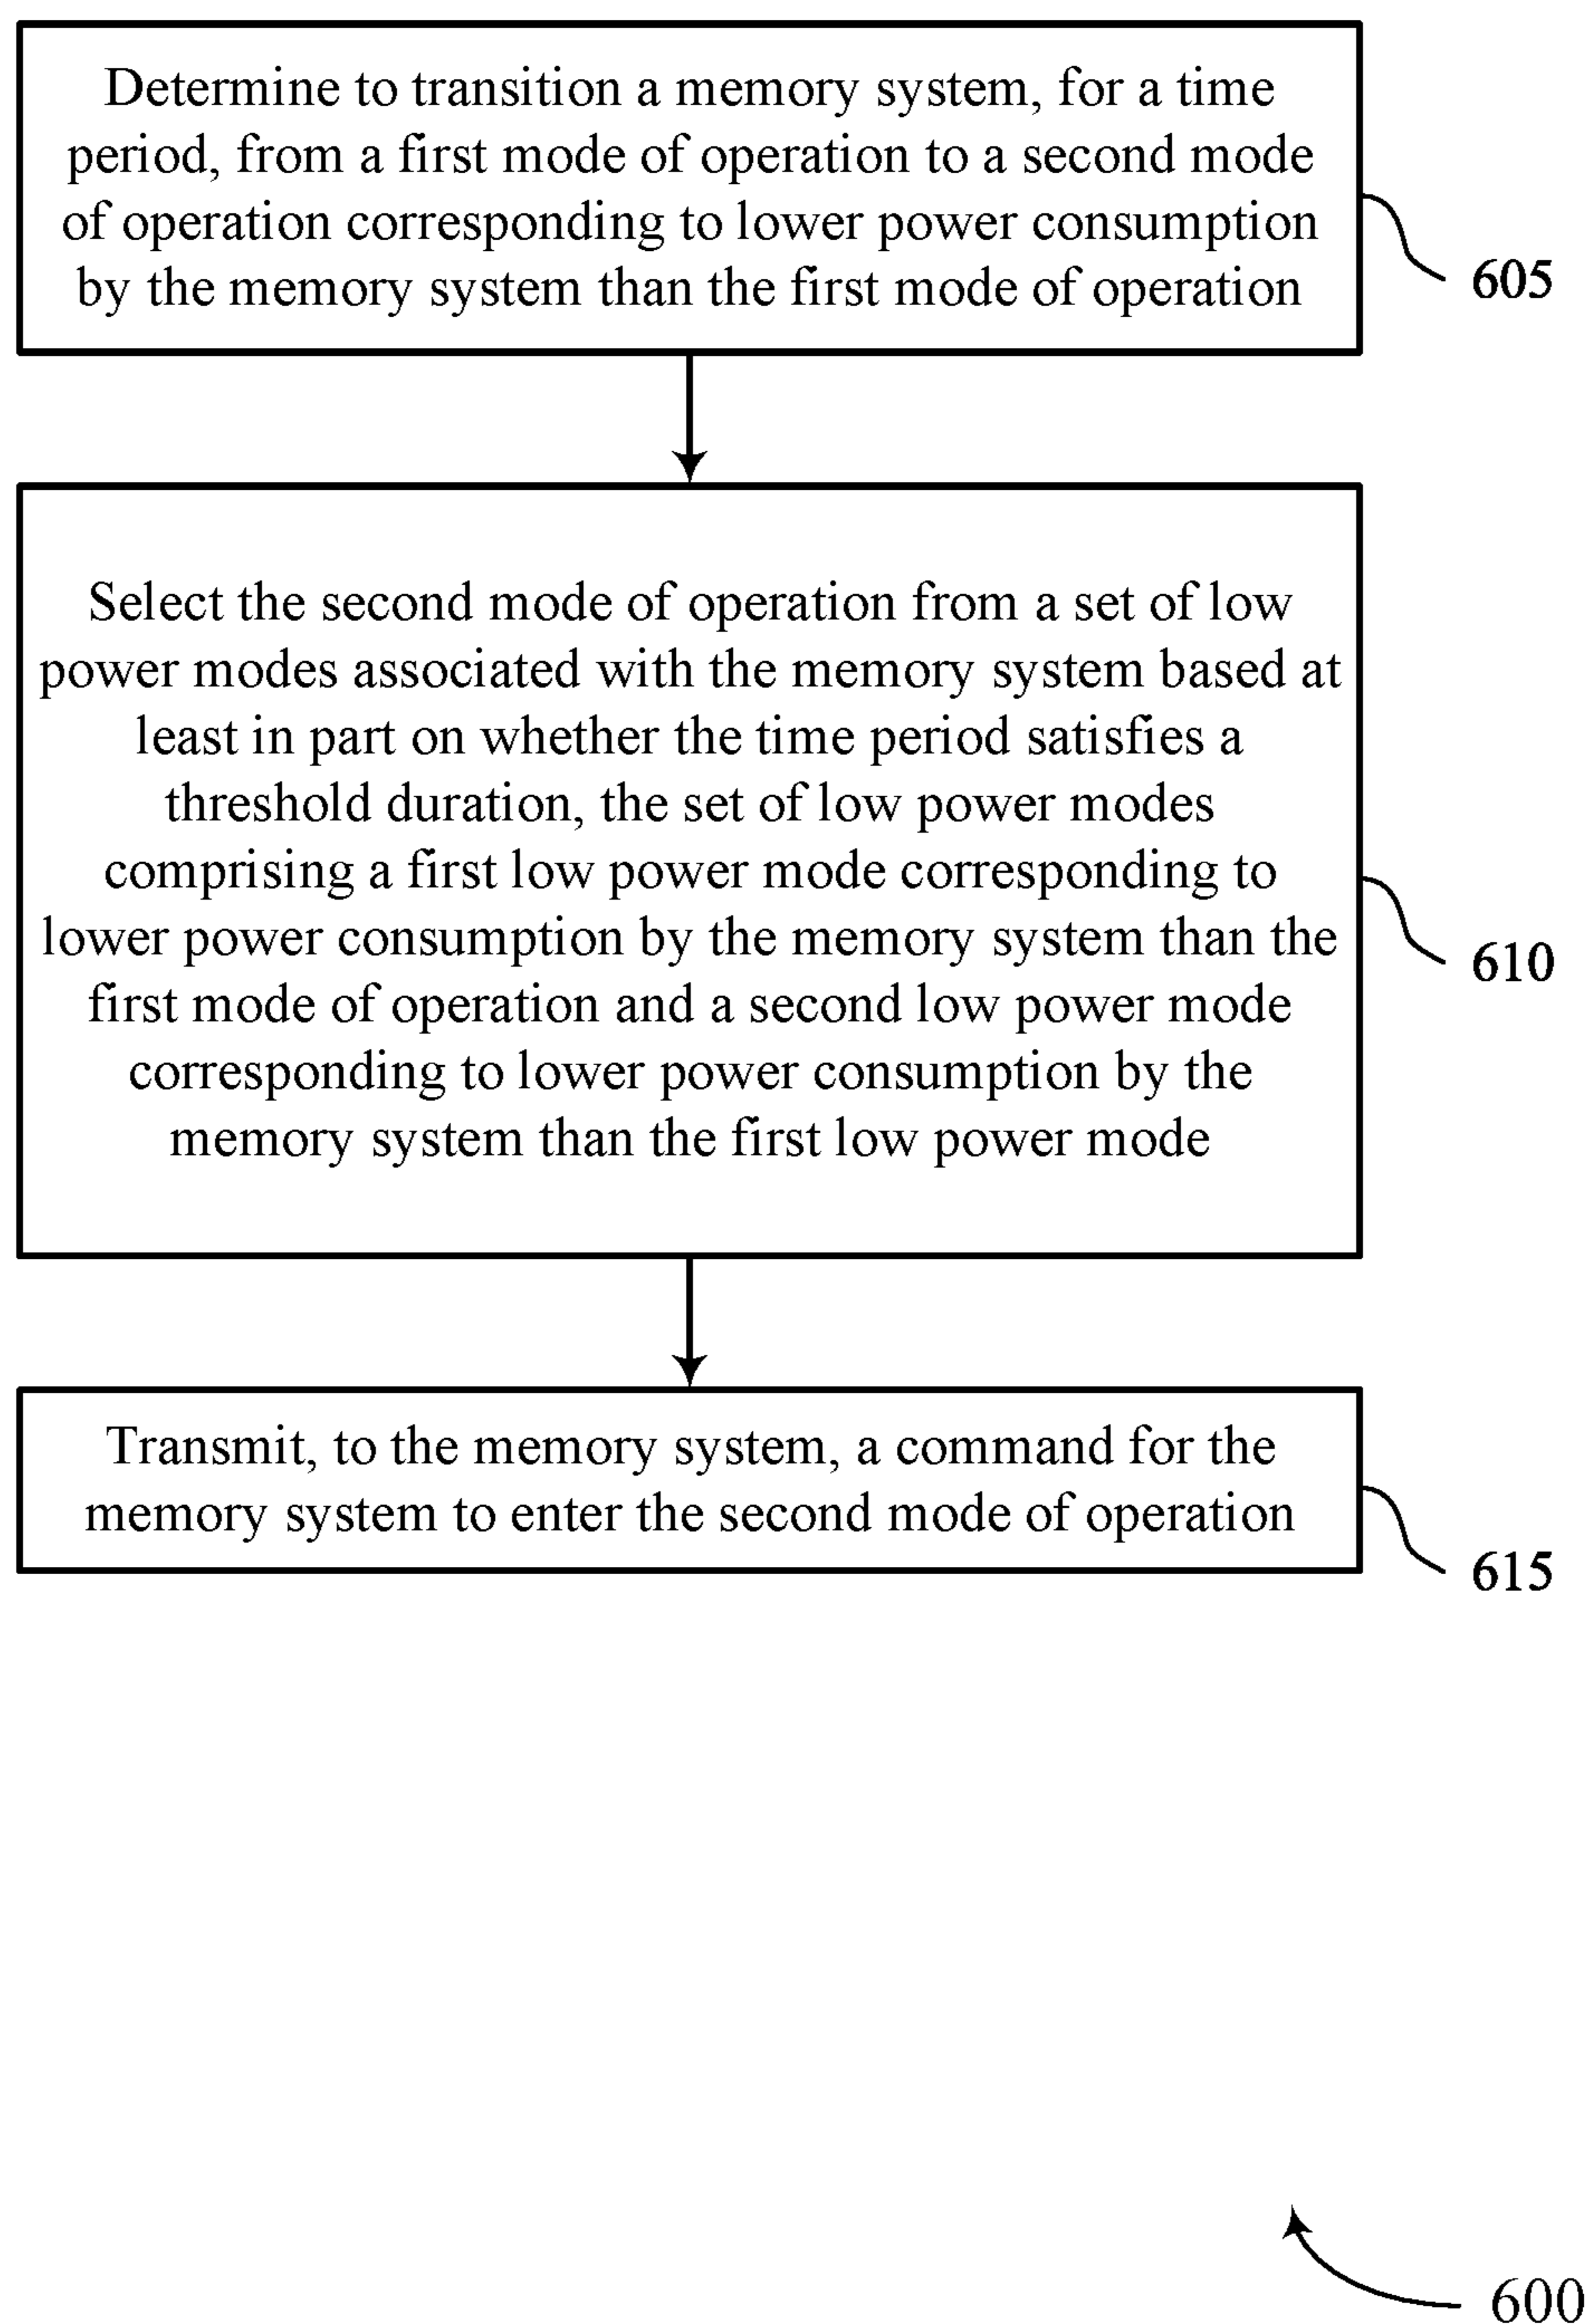 Determine to transition a memory system, for a time
period, from a first mode of operation to a second mode
of operation corresponding to lower power consumption
by the memory system than the first mode of operation
605
Select the second mode of operation from a set of low
power modes associated with the memory system based at
least in part on whether the time period satisfies a
threshold duration, the set of low power modes
comprising a first low power mode corresponding to
lower power consumption by the memory system than the
first mode of operation and a second low power mode
corresponding to lower power consumption by the
memory system than the first low power mode
610
Transmit, to the memory system, a command for the
memory system to enter the second mode of operation
615
600